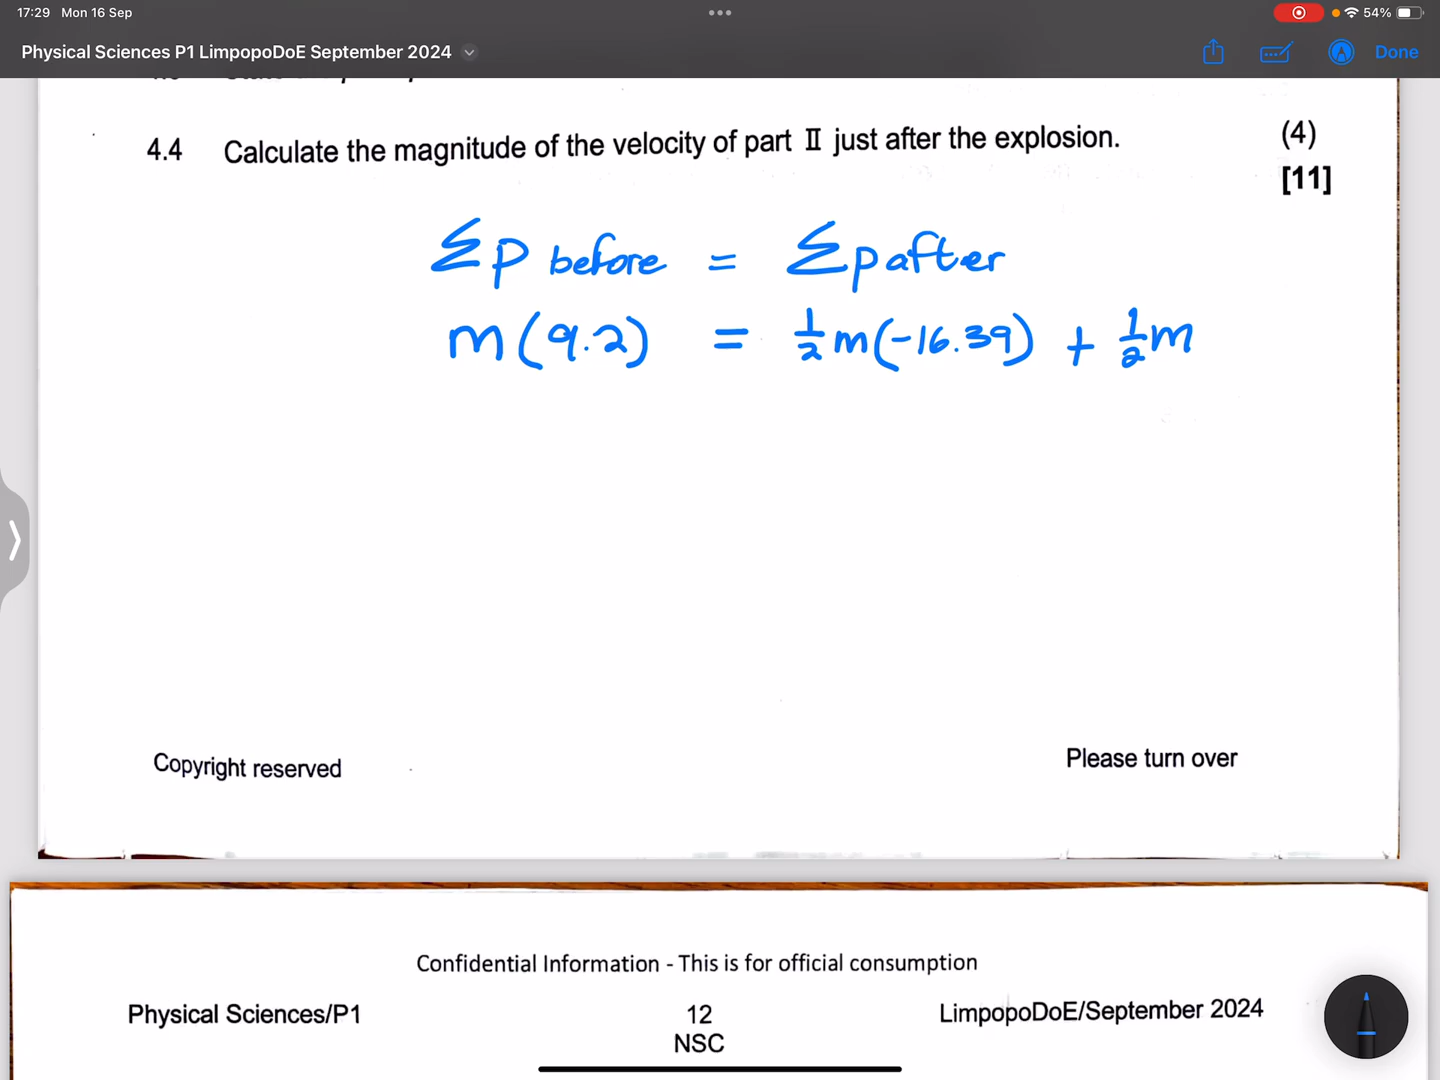 17:29 Mon 16 Sep
54%
Physical Sciences P1 LimpopoDoE September 2024
Done
4.4 Calculate the magnitude of the velocity of part II just after the explosion. (4)
[11]
Σp before = Σp after
m(9.2) = ½m(-16.39) + ½m
Copyright reserved
Please turn over
Confidential Information - This is for official consumption
Physical Sciences/P1 12 LimpopoDoE/September 2024
NSC